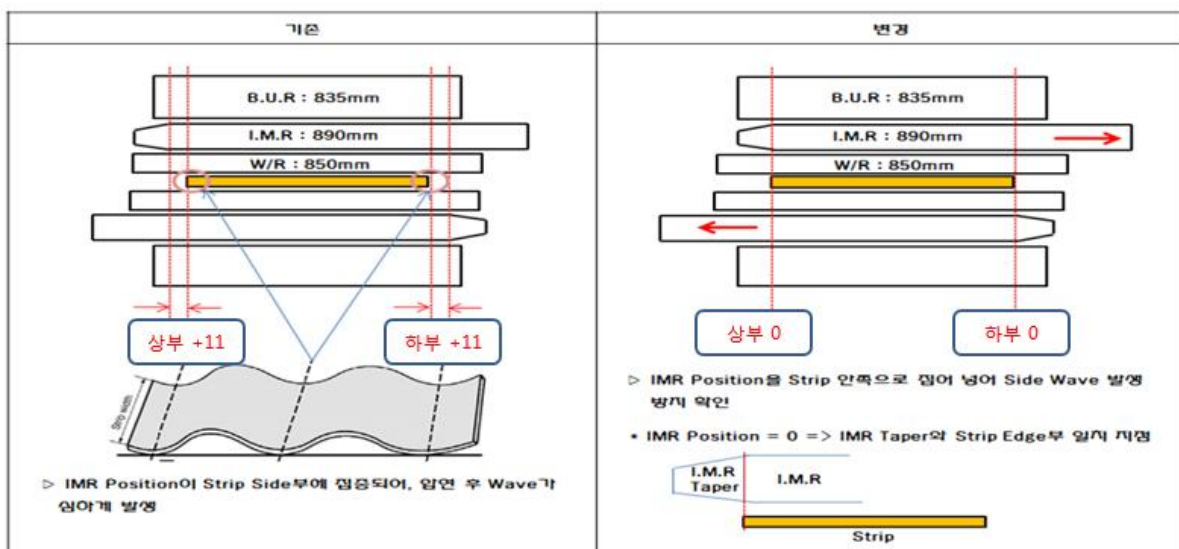 기존
변경
B.U.R : 835mm
I.M.R : 890mm
W/R : 850mm
상부 +11
하부 +11
Strip width
▷ IMR Position이 Strip Side부에 집중되어, 압연 후 Wave가
심하게 발생
B.U.R : 835mm
I.M.R : 890mm
W/R : 850mm
상부 0
하부 0
▷ IMR Position을 Strip 안쪽으로 집어 넣어 Side Wave 발생
방지 확인
• IMR Position = 0 => IMR Taper와 Strip Edge부 일치 지점
I.M.R
Taper
I.M.R
Strip